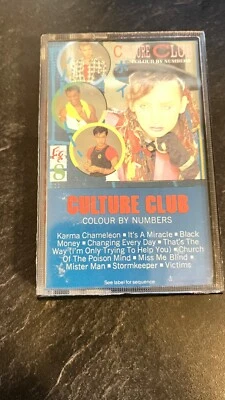 CULTURE CLUB
COLOUR BY NUMBERS
CULTURE CLUB
COLOUR BY NUMBERS
Karma Chameleon ■ It's A Miracle ■ Black
Money ■ Changing Every Day ■ That's The
Way (I'm Only Trying To Help You) ■ Church
Of The Poison Mind ■ Miss Me Blind ■
Mister Man ■ Stormkeeper ■ Victims
See label for sequence